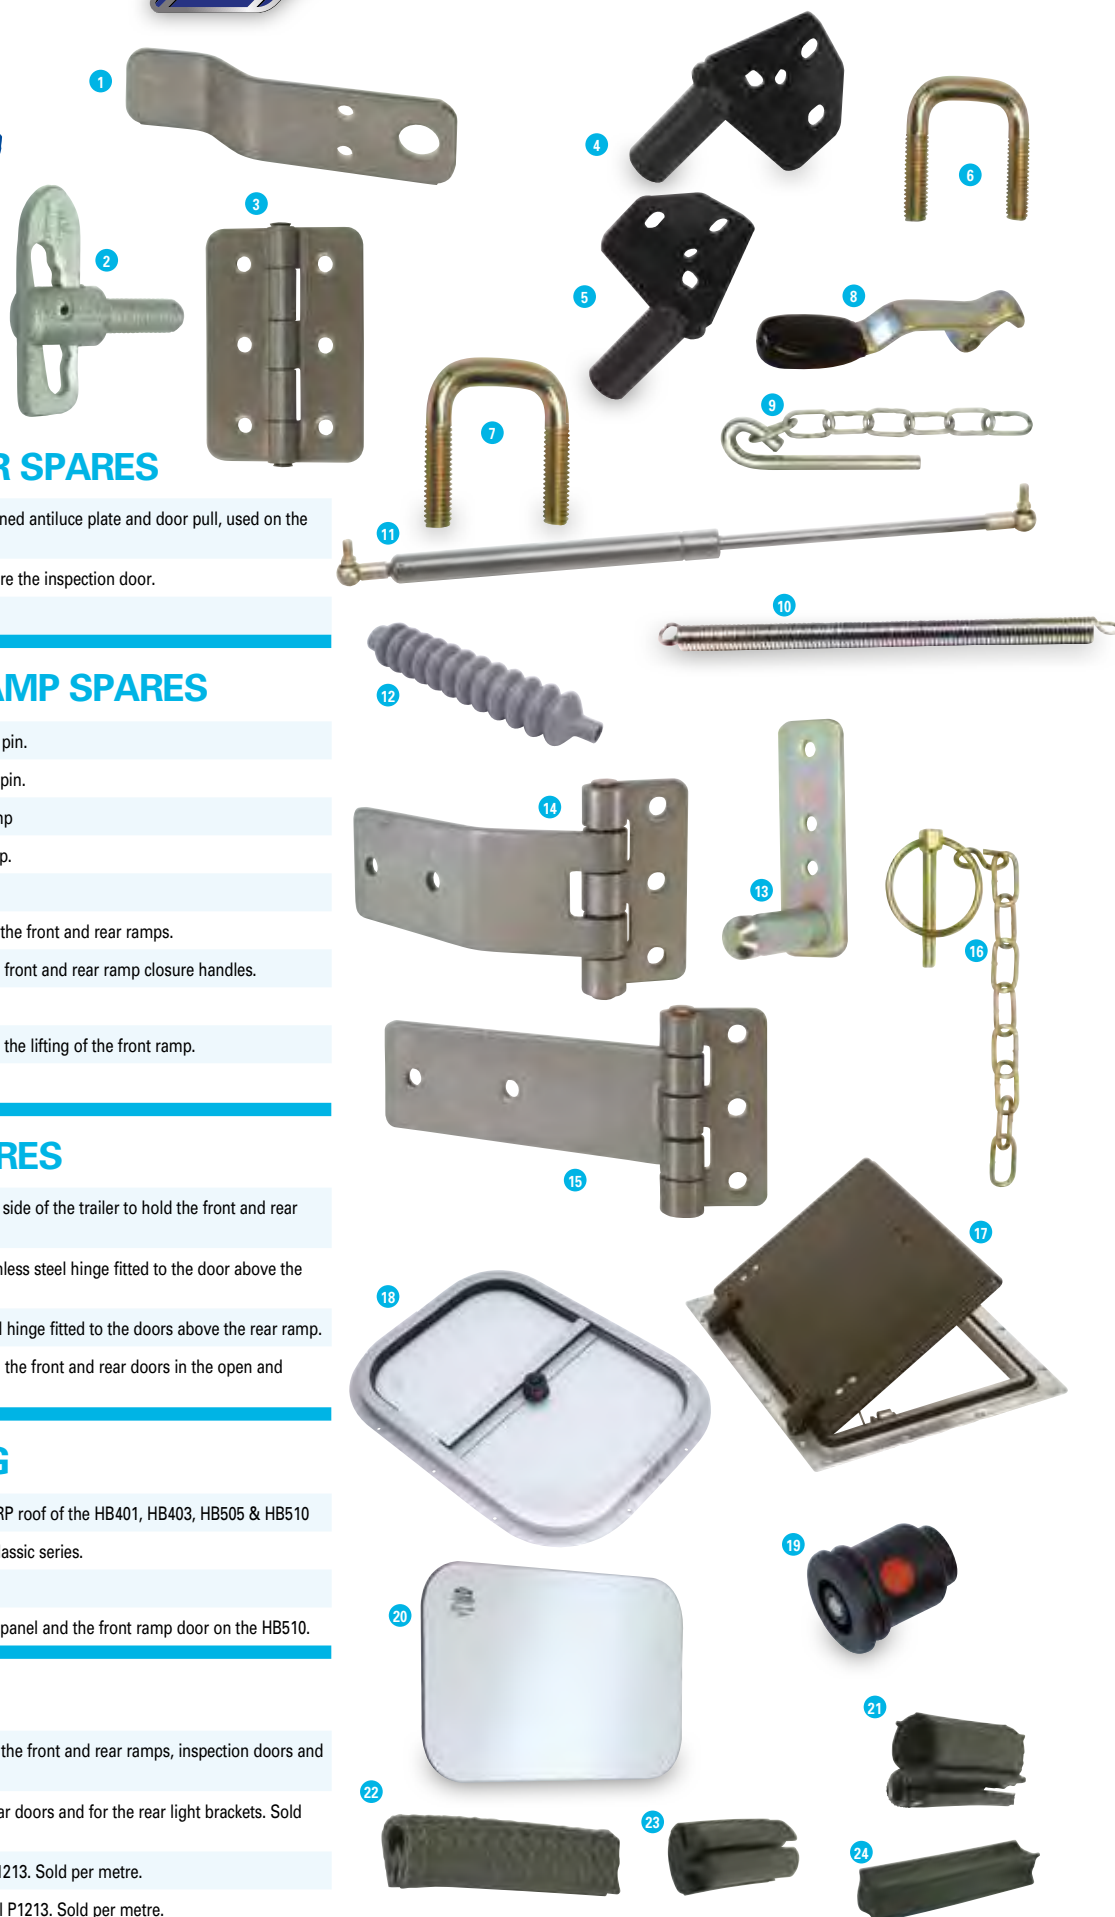 1
4
6
3
2
5
8
9
7
R SPARES
ned antiluce plate and door pull, used on the
11
re the inspection door.
10
AMP SPARES
12
pin.
pin.
np
14
p.
13
the front and rear ramps.
16
front and rear ramp closure handles.
the lifting of the front ramp.
RES
15
side of the trailer to hold the front and rear
17
nless steel hinge fitted to the door above the
18
l hinge fitted to the doors above the rear ramp.
the front and rear doors in the open and
G
RP roof of the HB401, HB403, HB505 & HB510
19
lassic series.
20
panel and the front ramp door on the HB510.
21
the front and rear ramps, inspection doors and
22
ar doors and for the rear light brackets. Sold
23
24
1213. Sold per metre.
l P1213. Sold per metre.